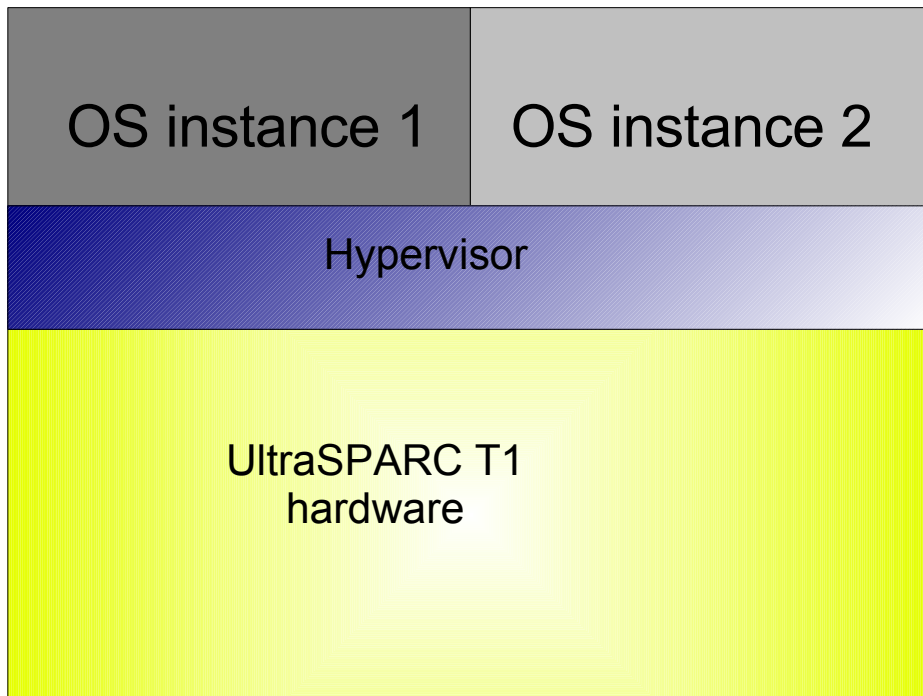 OS instance 1
OS instance 2
Hypervisor
UltraSPARC T1
hardware